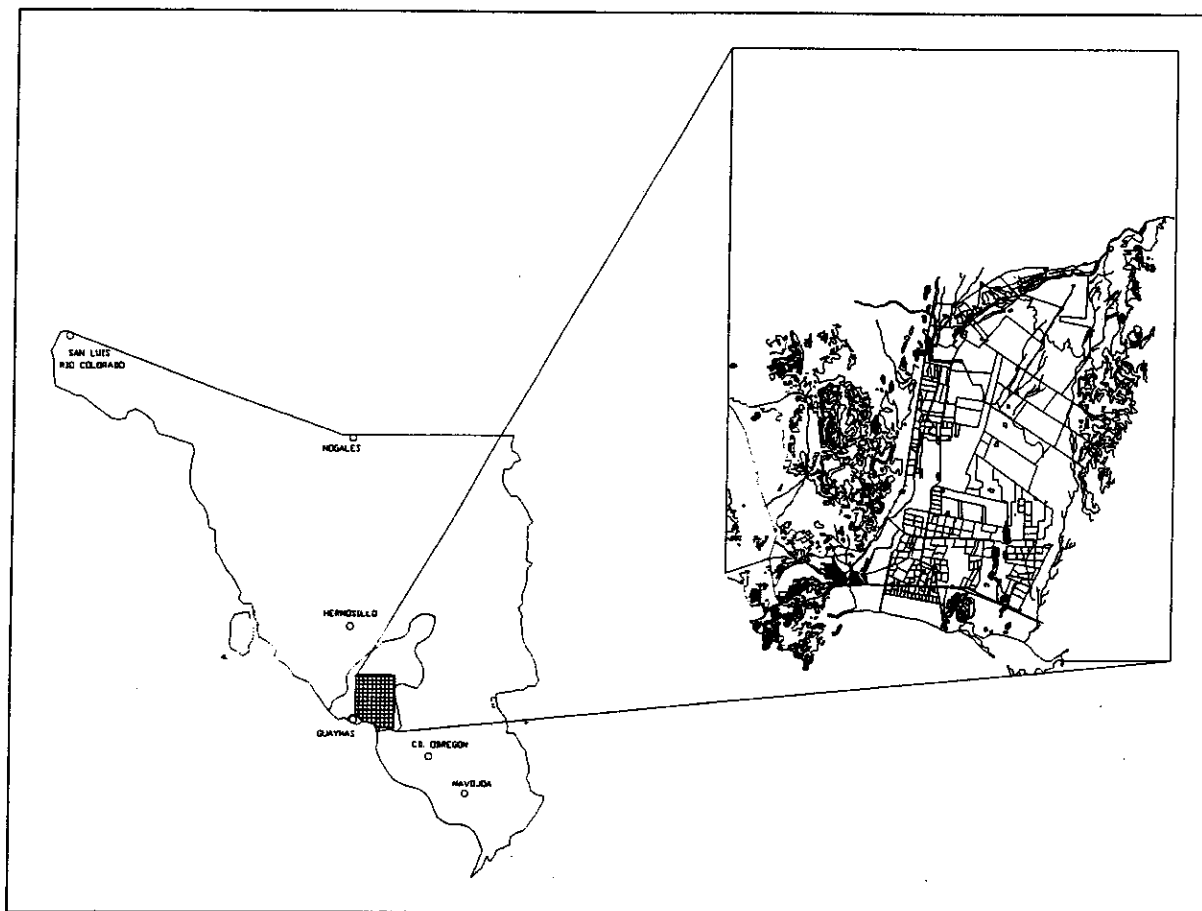 SAN LUIS
RIO COLORADO
NOGALES
HERMOSILLO
GUAYMAS
CD. OBREGON
NAVOJOA